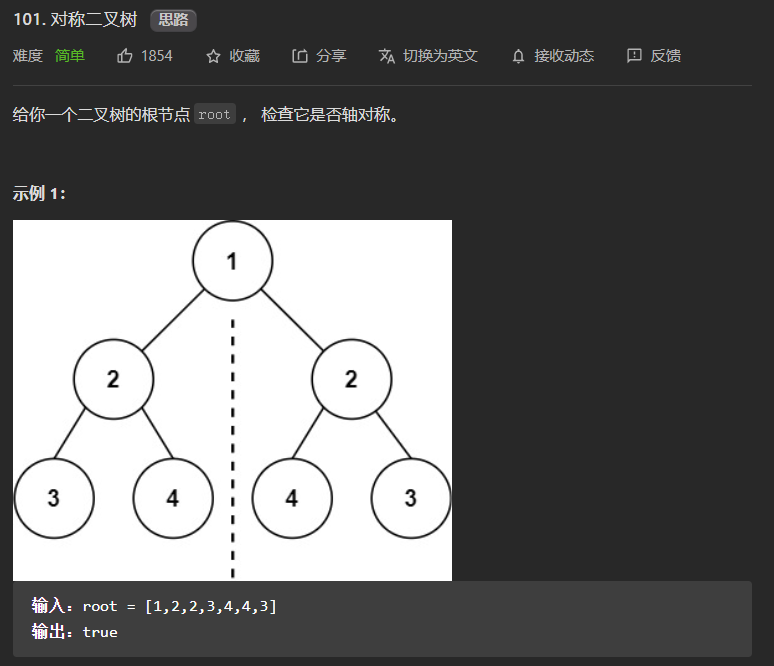 101. 对称二叉树 思路
难度 简单 1854 收藏 分享 切换为英文 接收动态 反馈
给你一个二叉树的根节点 root ， 检查它是否轴对称。
示例 1：
1
2 2
3 4 4 3
输入：root = [1,2,2,3,4,4,3]
输出：true